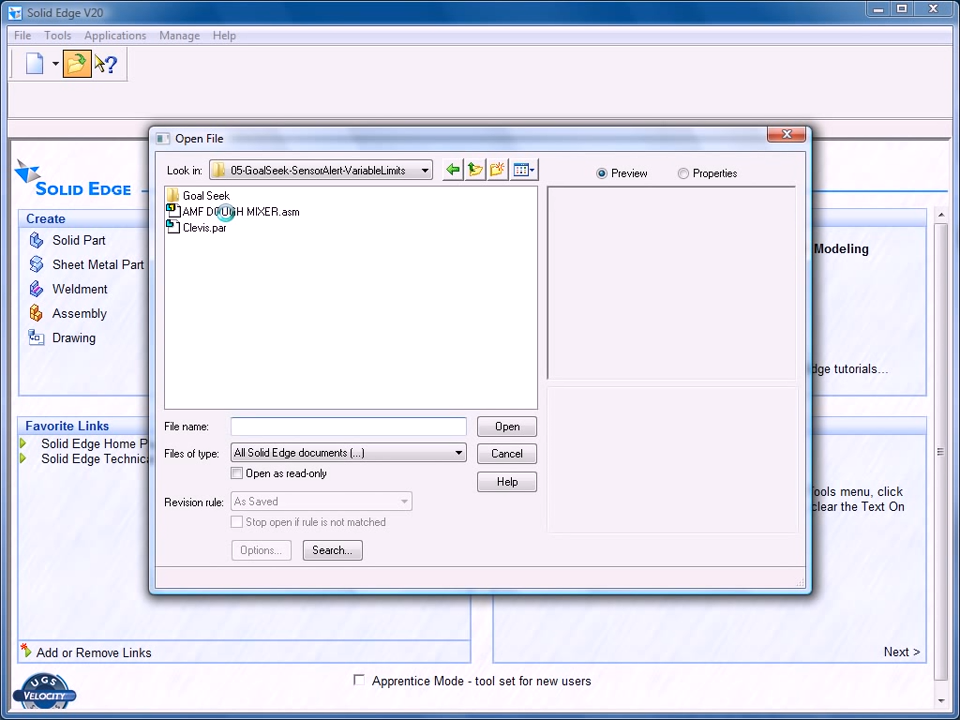 Solid Edge V20
File Tools Applications Manage Help
Open File
Look in: 05-GoalSeek-SensorAlert-VariableLimits
Preview Properties
Goal Seek
AMF DOUGH MIXER.asm
Clevis.par
SOLID EDGE
Create
Solid Part
Sheet Metal Part
Weldment
Assembly
Drawing
Modeling
dge tutorials...
File name: Open
Files of type: All Solid Edge documents (...) Cancel
Open as read-only
Help
Revision rule: As Saved
Stop open if rule is not matched
Options... Search...
Favorite Links
Solid Edge Home P
Solid Edge Technica
ools menu, click
clear the Text On
Add or Remove Links
Next >
UGS
VELOCITY
Apprentice Mode - tool set for new users